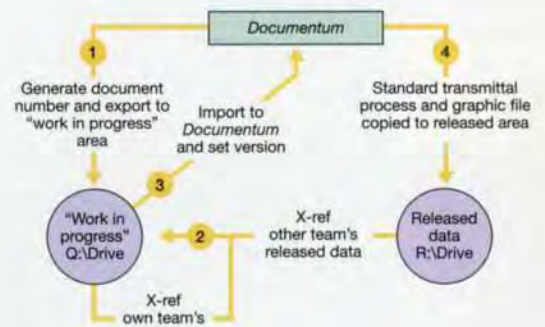 Documentum
1
4
Generate document
number and export to
"work in progress"
area
Import to
Documentum
and set version
Standard transmittal
process and graphic file
copied to released area
3
"Work in
progress"
Q:\Drive
2
X-ref
other team's
released data
Released
data
R:\Drive
X-ref
own team's